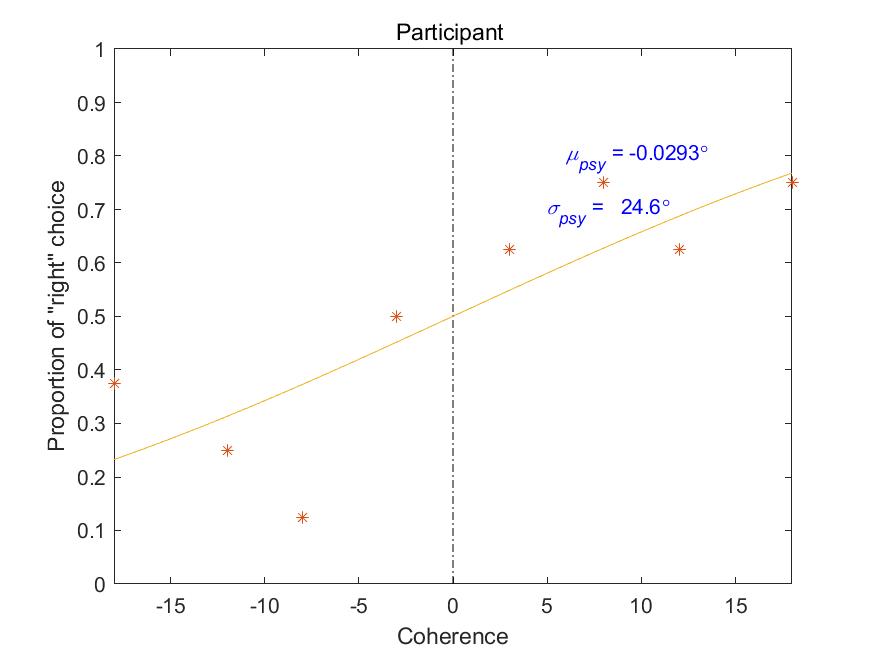 Participant
1
0.9
0.8
0.7
0.6
0.5
0.4
0.3
0.2
0.1
0
Proportion of "right" choice
μpsy = -0.0293°
σpsy = 24.6°
-15 -10 -5 0 5 10 15
Coherence